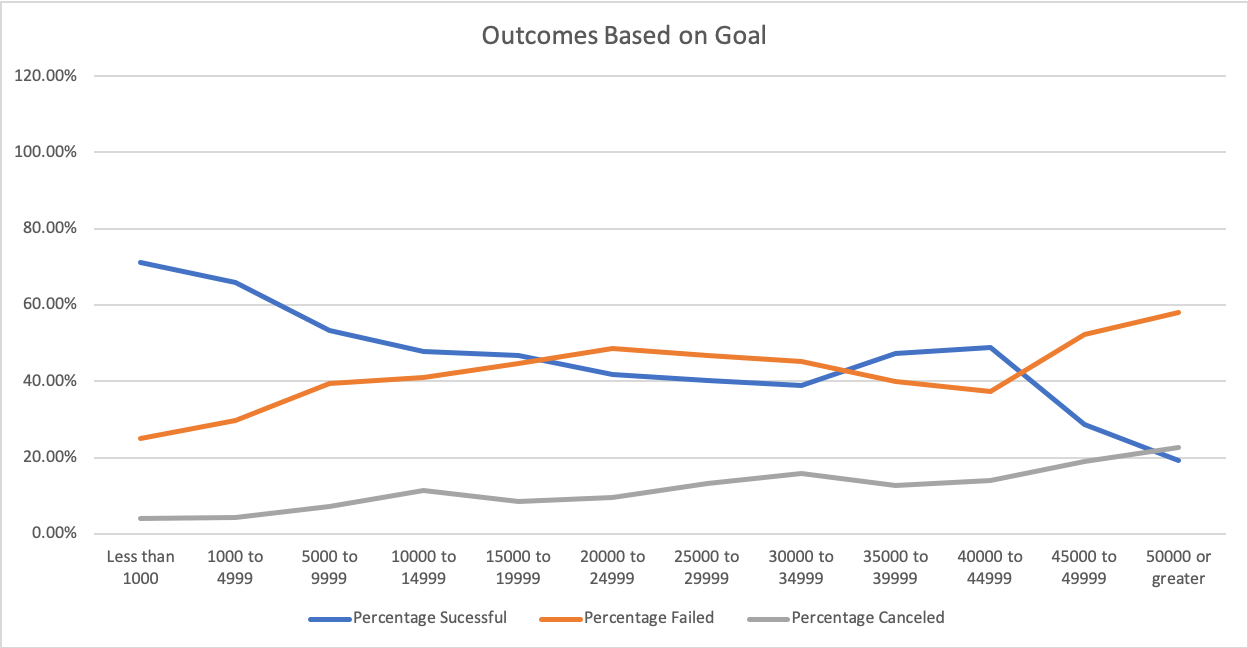 Outcomes Based on Goal
120.00%
100.00%
80.00%
60.00%
40.00%
20.00%
0.00%
Less than 1000 to 5000 to 10000 to 15000 to 20000 to 25000 to 30000 to 35000 to 40000 to 45000 to 50000 or
1000 4999 9999 14999 19999 24999 29999 34999 39999 44999 49999 greater
Percentage Sucessful Percentage Failed Percentage Canceled